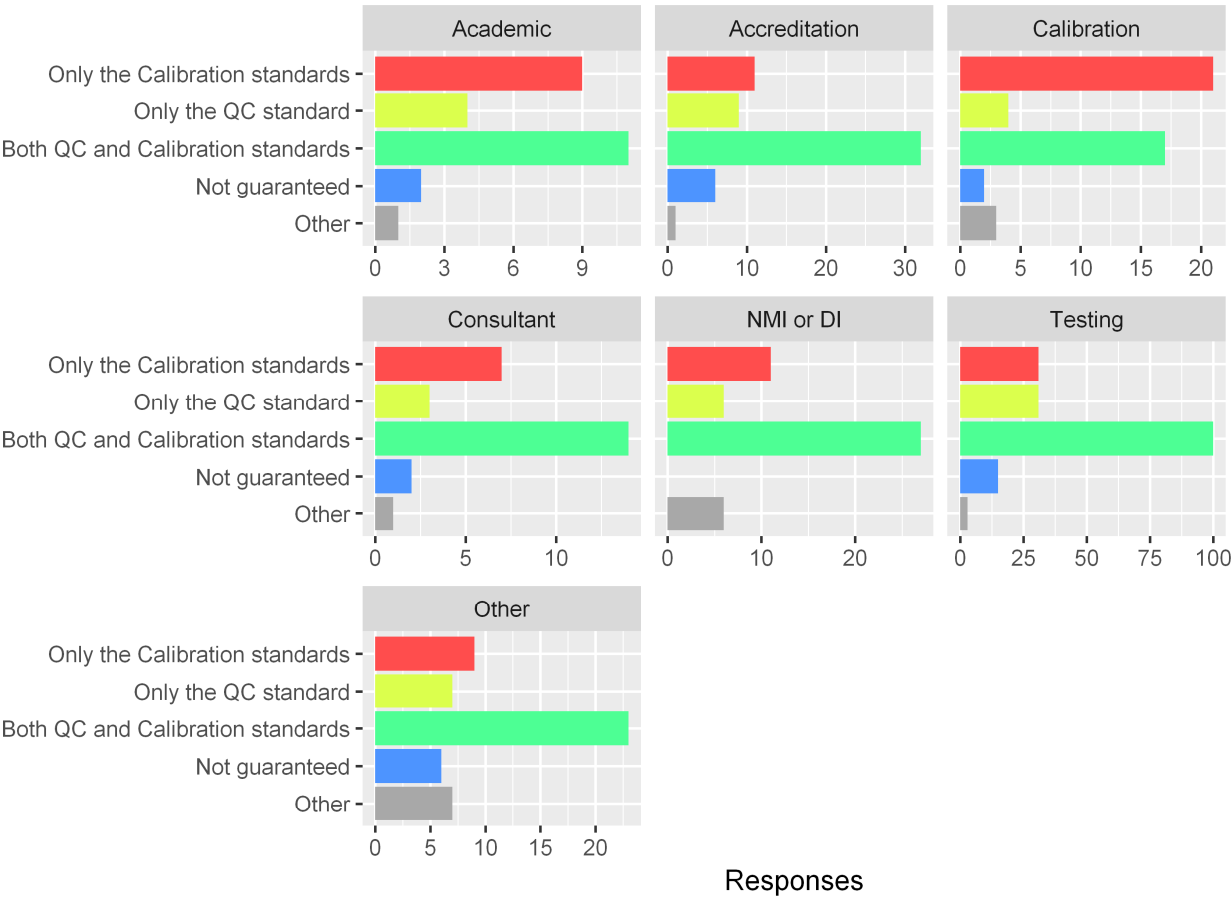 Academic
Accreditation
Calibration
Only the Calibration standards
Only the QC standard
Both QC and Calibration standards
Not guaranteed
Other
0 3 6 9
0 10 20 30
0 5 10 15 20
Consultant
NMI or DI
Testing
Only the Calibration standards
Only the QC standard
Both QC and Calibration standards
Not guaranteed
Other
0 5 10
0 10 20
0 25 50 75 100
Other
Only the Calibration standards
Only the QC standard
Both QC and Calibration standards
Not guaranteed
Other
0 5 10 15 20
Responses